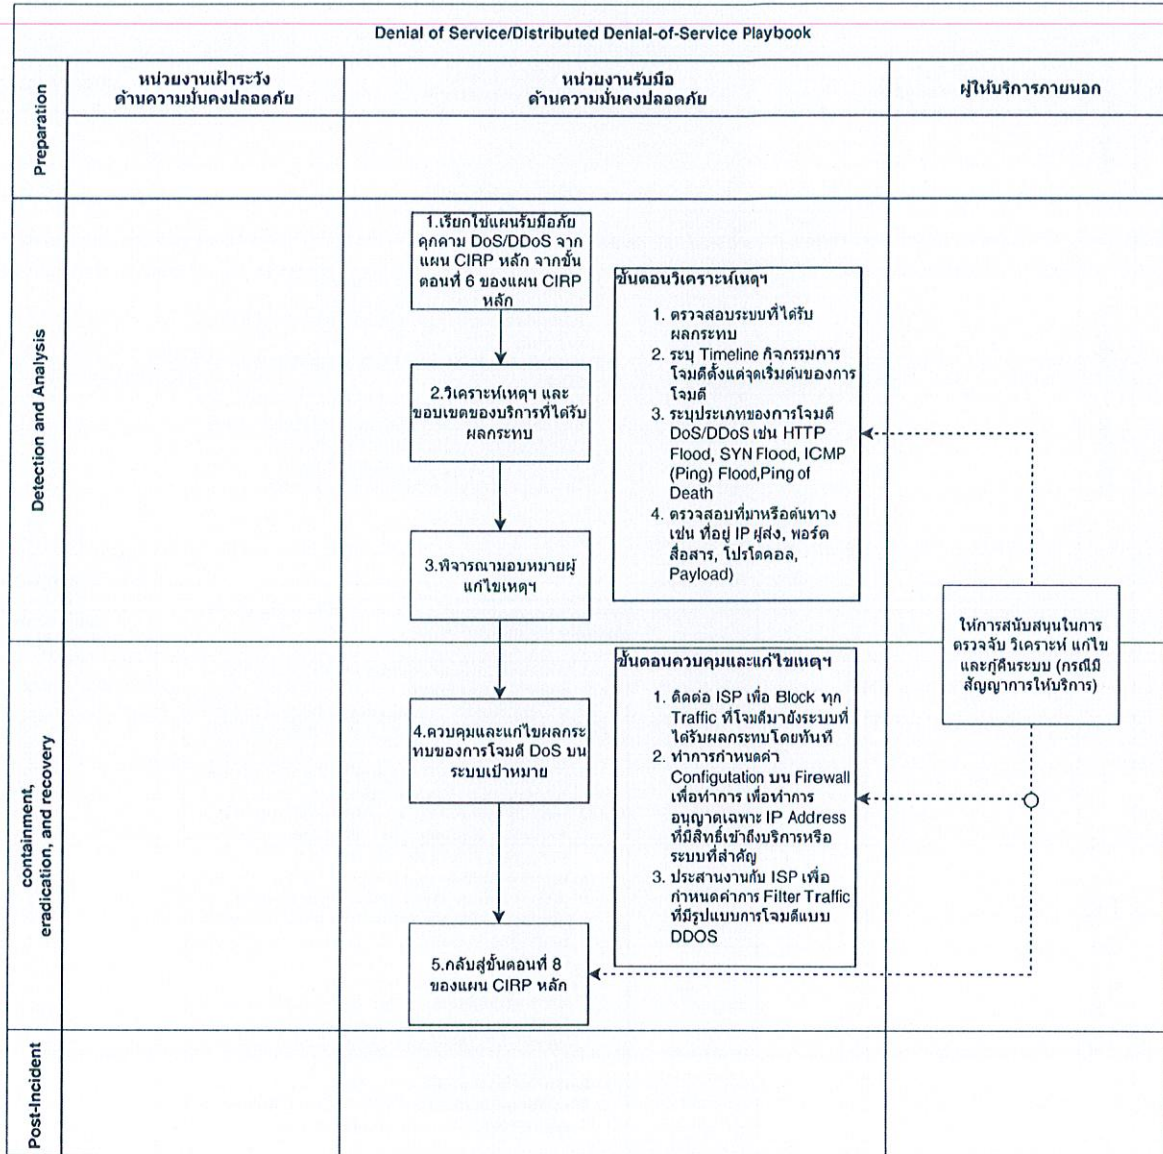 Denial of Service/Distributed Denial-of-Service Playbook
หน่วยงานเฝ้าระวัง
ด้านความมั่นคงปลอดภัย
หน่วยงานรับมือ
ด้านความมั่นคงปลอดภัย
ผู้ให้บริการภายนอก
Preparation
Detection and Analysis
1.เรียกใช้แผนรับมือภัย
คุกคาม DoS/DDoS จาก
แผน CIRP หลัก จากขั้น
ตอนที่ 6 ของแผน CIRP
หลัก
2.วิเคราะห์เหตุฯ และ
ขอบเขตของบริการที่ได้รับ
ผลกระทบ
3.พิจารณามอบหมายผู้
แก้ไขเหตุฯ
ขั้นตอนวิเคราะห์เหตุฯ
1. ตรวจสอบระบบที่ได้รับ
ผลกระทบ
2. ระบุ Timeline กิจกรรมการ
โจมตีตั้งแต่จุดเริ่มต้นของการ
โจมตี
3. ระบุประเภทของการโจมตี
DoS/DDoS เช่น HTTP
Flood, SYN Flood, ICMP
(Ping) Flood,Ping of
Death
4. ตรวจสอบที่มาหรือต้นทาง
เช่น ที่อยู่ IP ผู้ส่ง, พอร์ต
สื่อสาร, โปรโตคอล,
Payload)
ให้การสนับสนุนในการ
ตรวจจับ วิเคราะห์ แก้ไข
และกู้คืนระบบ (กรณีมี
สัญญาการให้บริการ)
containment,
eradication, and recovery
4.ควบคุมและแก้ไขผลกระ
ทบของการโจมตี DoS บน
ระบบเป้าหมาย
5.กลับสู่ขั้นตอนที่ 8
ของแผน CIRP หลัก
ขั้นตอนควบคุมและแก้ไขเหตุฯ
1. ติดต่อ ISP เพื่อ Block ทุก
Traffic ที่โจมตีมายังระบบที่
ได้รับผลกระทบโดยทันที
2. ทำการกำหนดค่า
Configutation บน Firewall
เพื่อทำการ เพื่อทำการ
อนุญาตเฉพาะ IP Address
ที่มีสิทธิ์เข้าถึงบริการหรือ
ระบบที่สำคัญ
3. ประสานงานกับ ISP เพื่อ
กำหนดค่าการ Filter Traffic
ที่มีรูปแบบการโจมตีแบบ
DDOS
Post-Incident